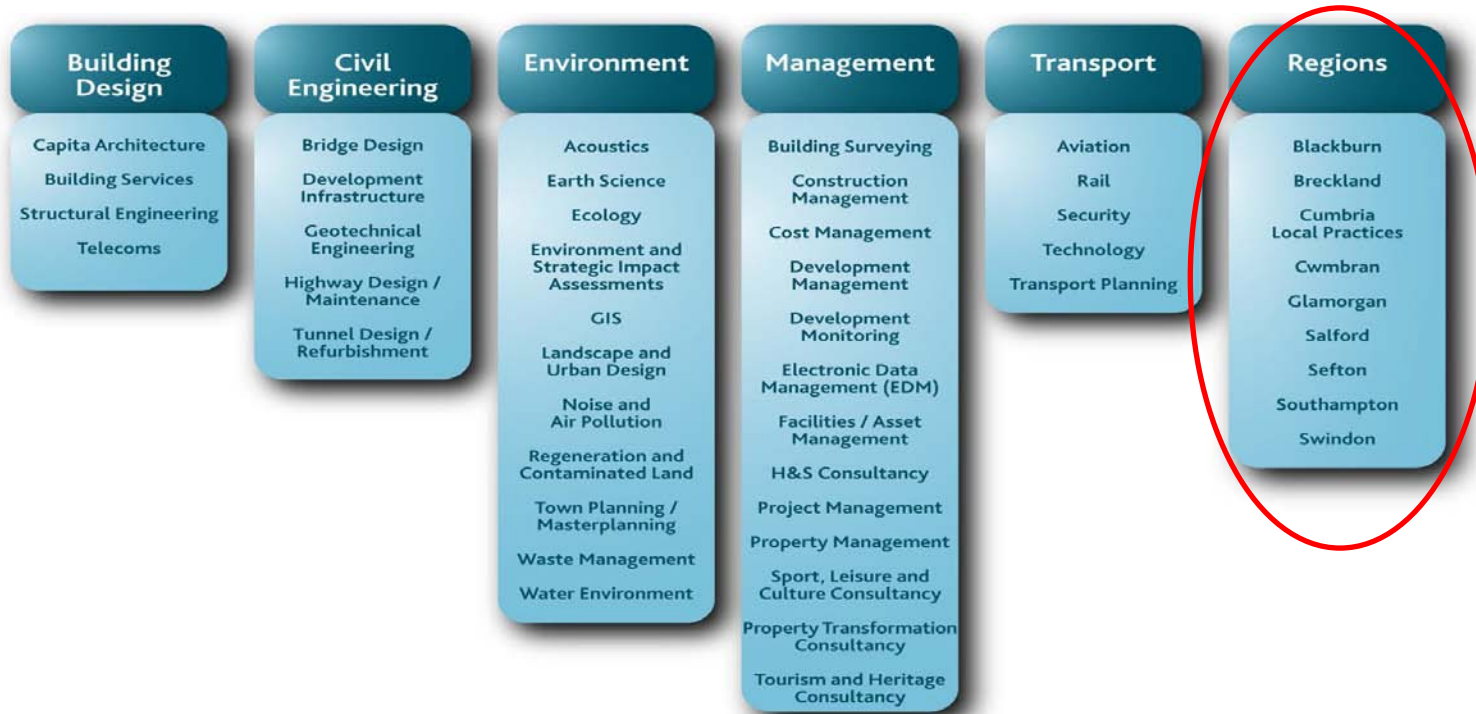 Building
Design
Capita Architecture
Building Services
Structural Engineering
Telecoms
Civil
Engineering
Bridge Design
Development
Infrastructure
Geotechnical
Engineering
Highway Design /
Maintenance
Tunnel Design /
Refurbishment
Environment
Acoustics
Earth Science
Ecology
Environment and
Strategic Impact
Assessments
GIS
Landscape and
Urban Design
Noise and
Air Pollution
Regeneration and
Contaminated Land
Town Planning /
Masterplanning
Waste Management
Water Environment
Management
Building Surveying
Construction
Management
Cost Management
Development
Management
Development
Monitoring
Electronic Data
Management (EDM)
Facilities / Asset
Management
H&S Consultancy
Project Management
Property Management
Sport, Leisure and
Culture Consultancy
Property Transformation
Consultancy
Tourism and Heritage
Consultancy
Transport
Aviation
Rail
Security
Technology
Transport Planning
Regions
Blackburn
Breckland
Cumbria
Local Practices
Cwmbran
Glamorgan
Salford
Sefton
Southampton
Swindon